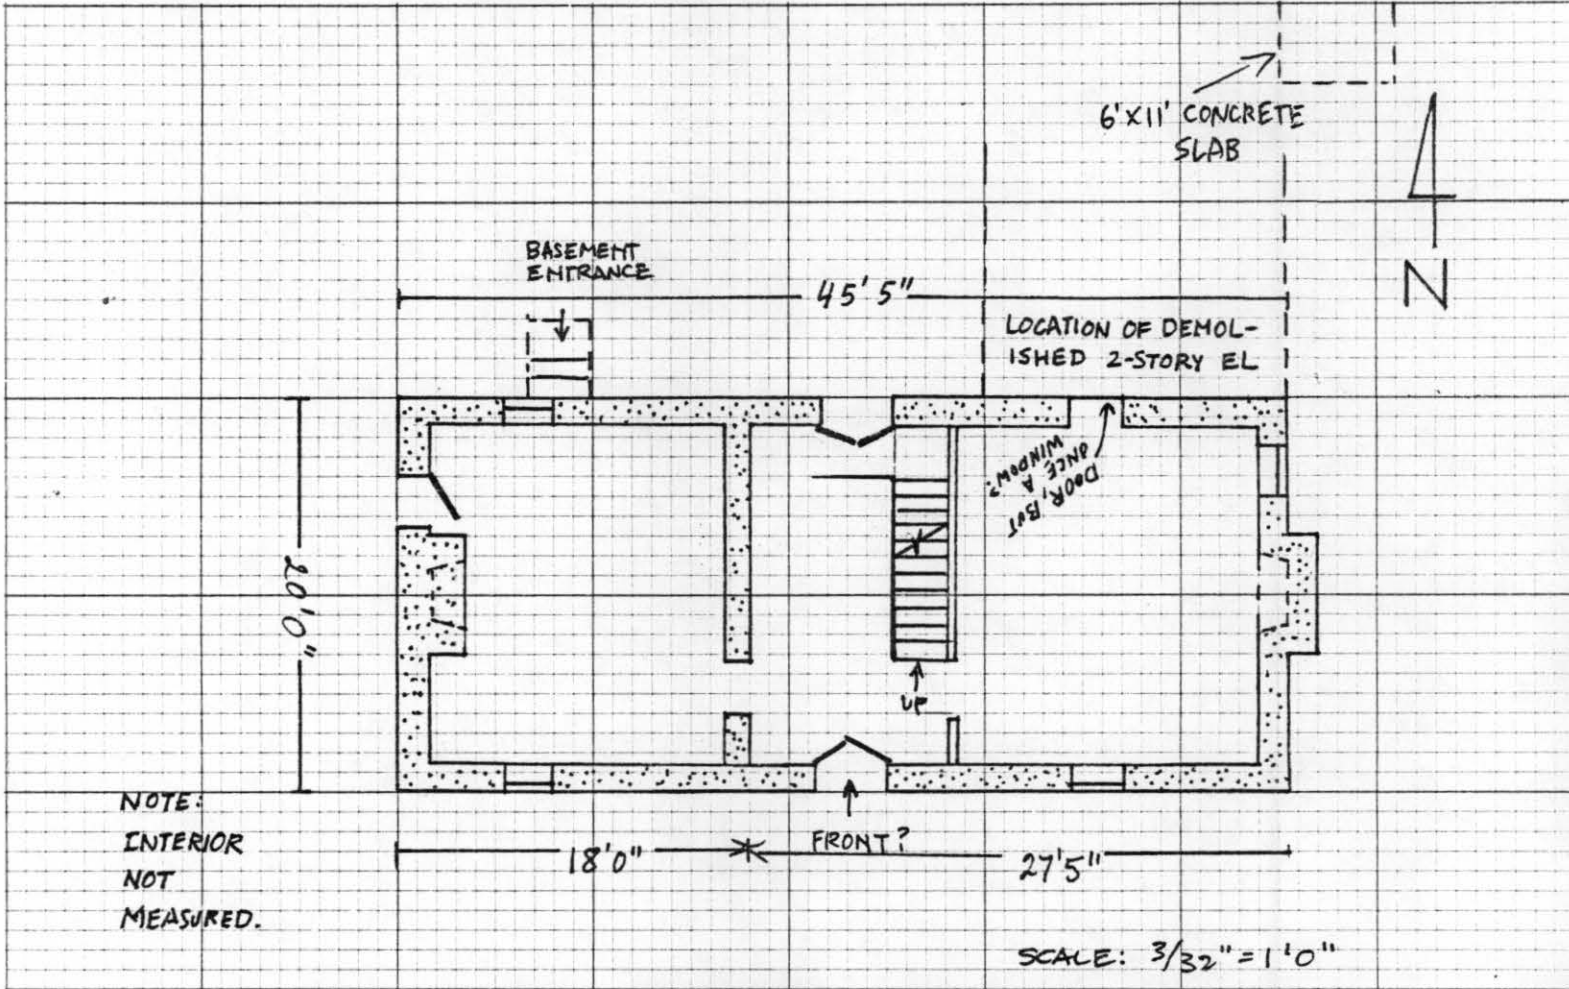 6'X11' CONCRETE
SLAB
N
BASEMENT
ENTRANCE
45' 5"
LOCATION OF DEMOL-
ISHED 2-STORY EL
DOOR, BUT
ONCE A
WINDOW?
20'0"
UP
NOTE:
INTERIOR
NOT
MEASURED.
FRONT?
18'0"
27'5"
SCALE: 3/32" = 1'0"